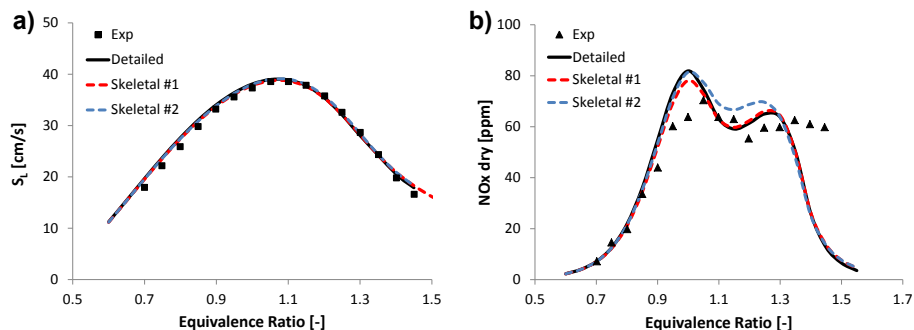 a)
50
40
30
20
10
0
S_L [cm/s]
Exp
Detailed
Skeletal #1
Skeletal #2
0.5 0.7 0.9 1.1 1.3 1.5
Equivalence Ratio [-]
b)
100
80
60
40
20
0
NOx dry [ppm]
Exp
Detailed
Skeletal #1
Skeletal #2
0.5 0.7 0.9 1.1 1.3 1.5 1.7
Equivalence Ratio [-]